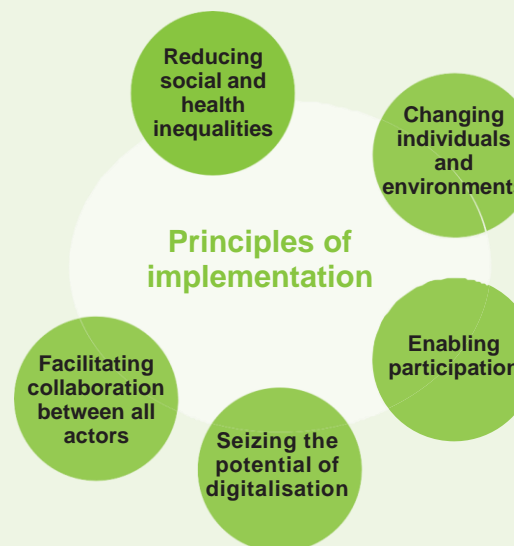 Reducing
social and
health
inequalities
Changing
individuals
and
environment
Principles of
implementation
Enabling
participation
Facilitating
collaboration
between all
actors
Seizing the
potential of
digitalisation